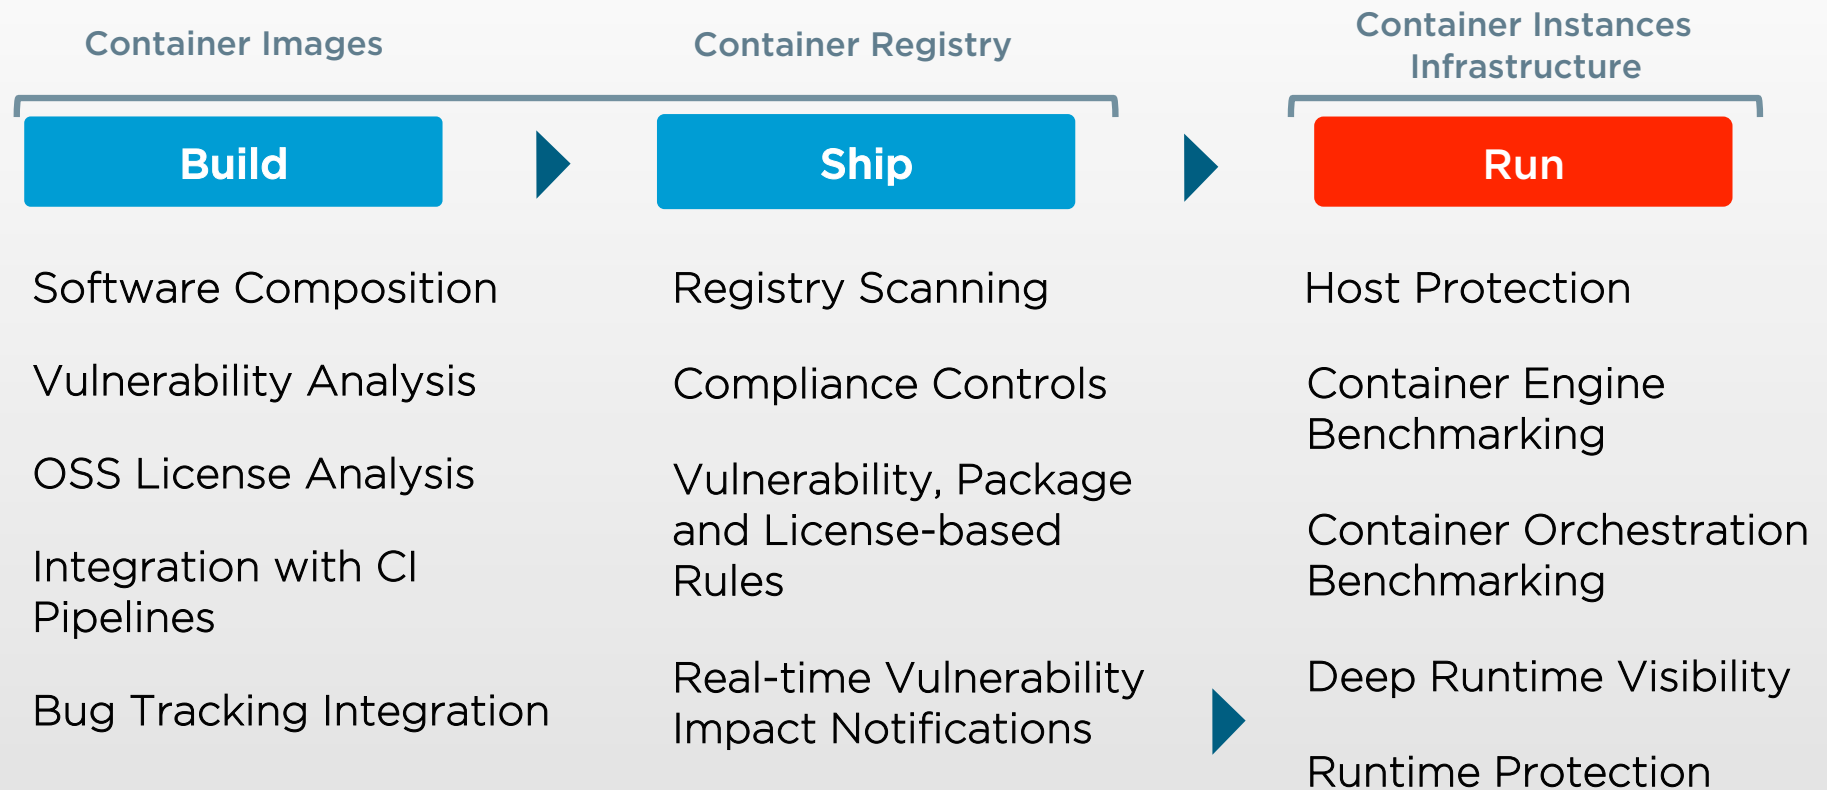 Container Images
Container Registry
Container Instances
Infrastructure
Build
Ship
Run
Software Composition
Vulnerability Analysis
OSS License Analysis
Integration with CI
Pipelines
Bug Tracking Integration
Registry Scanning
Compliance Controls
Vulnerability, Package
and License-based
Rules
Real-time Vulnerability
Impact Notifications
Host Protection
Container Engine
Benchmarking
Container Orchestration
Benchmarking
Deep Runtime Visibility
Runtime Protection